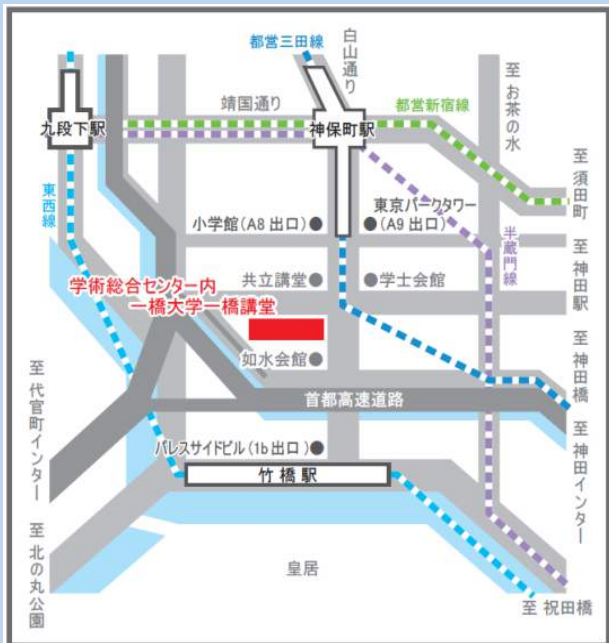 都営三田線
白山通り
靖国通り
都営新宿線
至 お茶の水
九段下駅
神保町駅
至 須田町
東西線
小学館(A8 出口)●
東京パークタワー
●(A9 出口)
半蔵門線
至 神田駅
共立講堂●
●学士会館
学術総合センター内
一橋大学一橋講堂
如水会館●
至 神田橋
至 代官町インター
首都高速道路
至 神田インター
パレスサイドビル(1b 出口)●
竹橋駅
至 北の丸公園
皇居
至 祝田橋